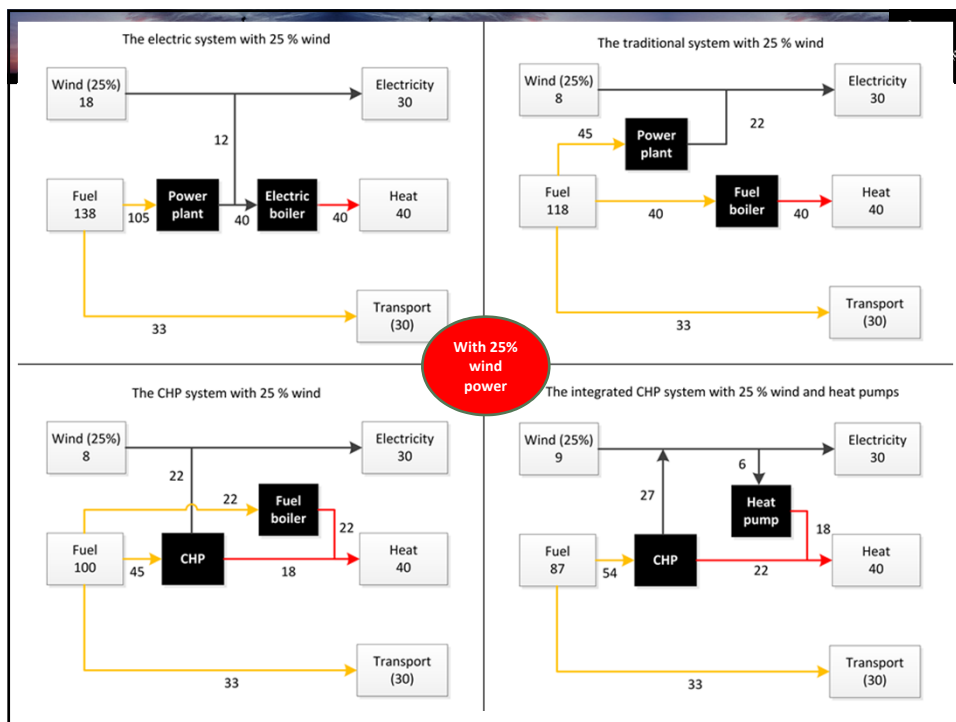 The electric system with 25 % wind
Wind (25%)
18
Electricity
30
12
Fuel
138
105
Power
plant
40
Electric
boiler
40
Heat
40
33
Transport
(30)
The traditional system with 25 % wind
Wind (25%)
8
Electricity
30
45
Power
plant
22
Fuel
118
40
Fuel
boiler
40
Heat
40
33
Transport
(30)
With 25%
wind
power
The CHP system with 25 % wind
Wind (25%)
8
Electricity
30
22
22
Fuel
boiler
22
Fuel
100
45
CHP
18
Heat
40
33
Transport
(30)
The integrated CHP system with 25 % wind and heat pumps
Wind (25%)
9
Electricity
30
6
27
Heat
pump
18
Fuel
87
54
CHP
22
Heat
40
33
Transport
(30)